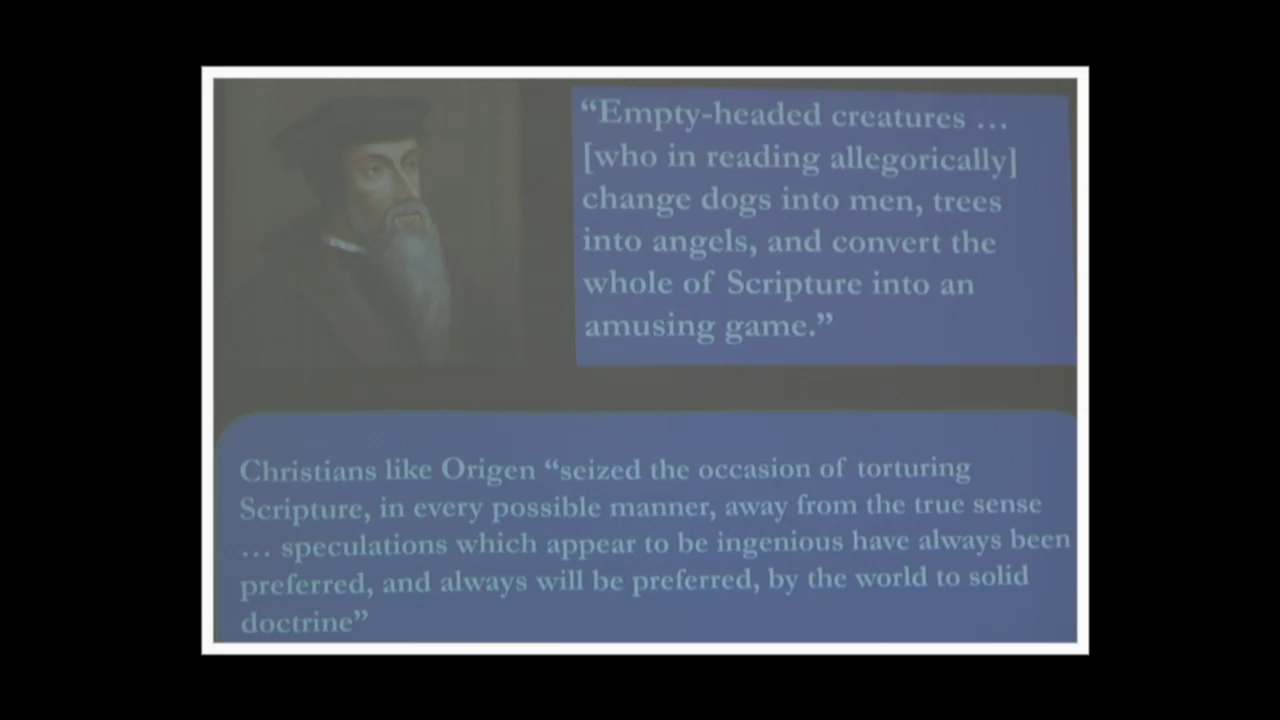 “Empty-headed creatures …
[who in reading allegorically]
change dogs into men, trees
into angels, and convert the
whole of Scripture into an
amusing game.”
Christians like Origen “seized the occasion of torturing
Scripture, in every possible manner, away from the true sense
… speculations which appear to be ingenious have always been
preferred, and always will be preferred, by the world to solid
doctrine”